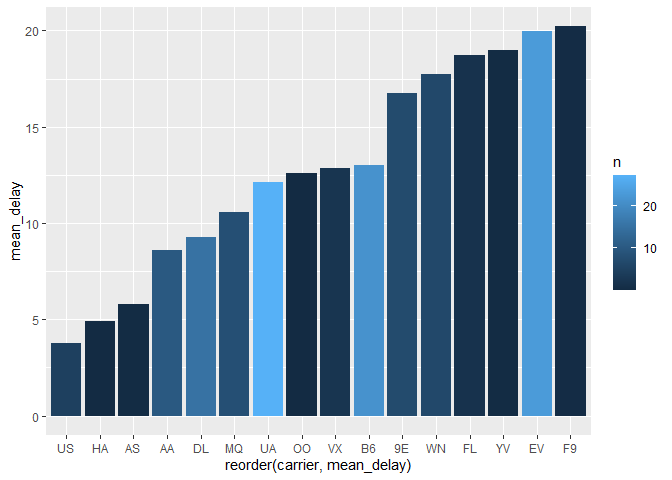 20
15
10
5
0
mean_delay
US HA AS AA DL MQ UA OO VX B6 9E WN FL YV EV F9
reorder(carrier, mean_delay)
n
20
10